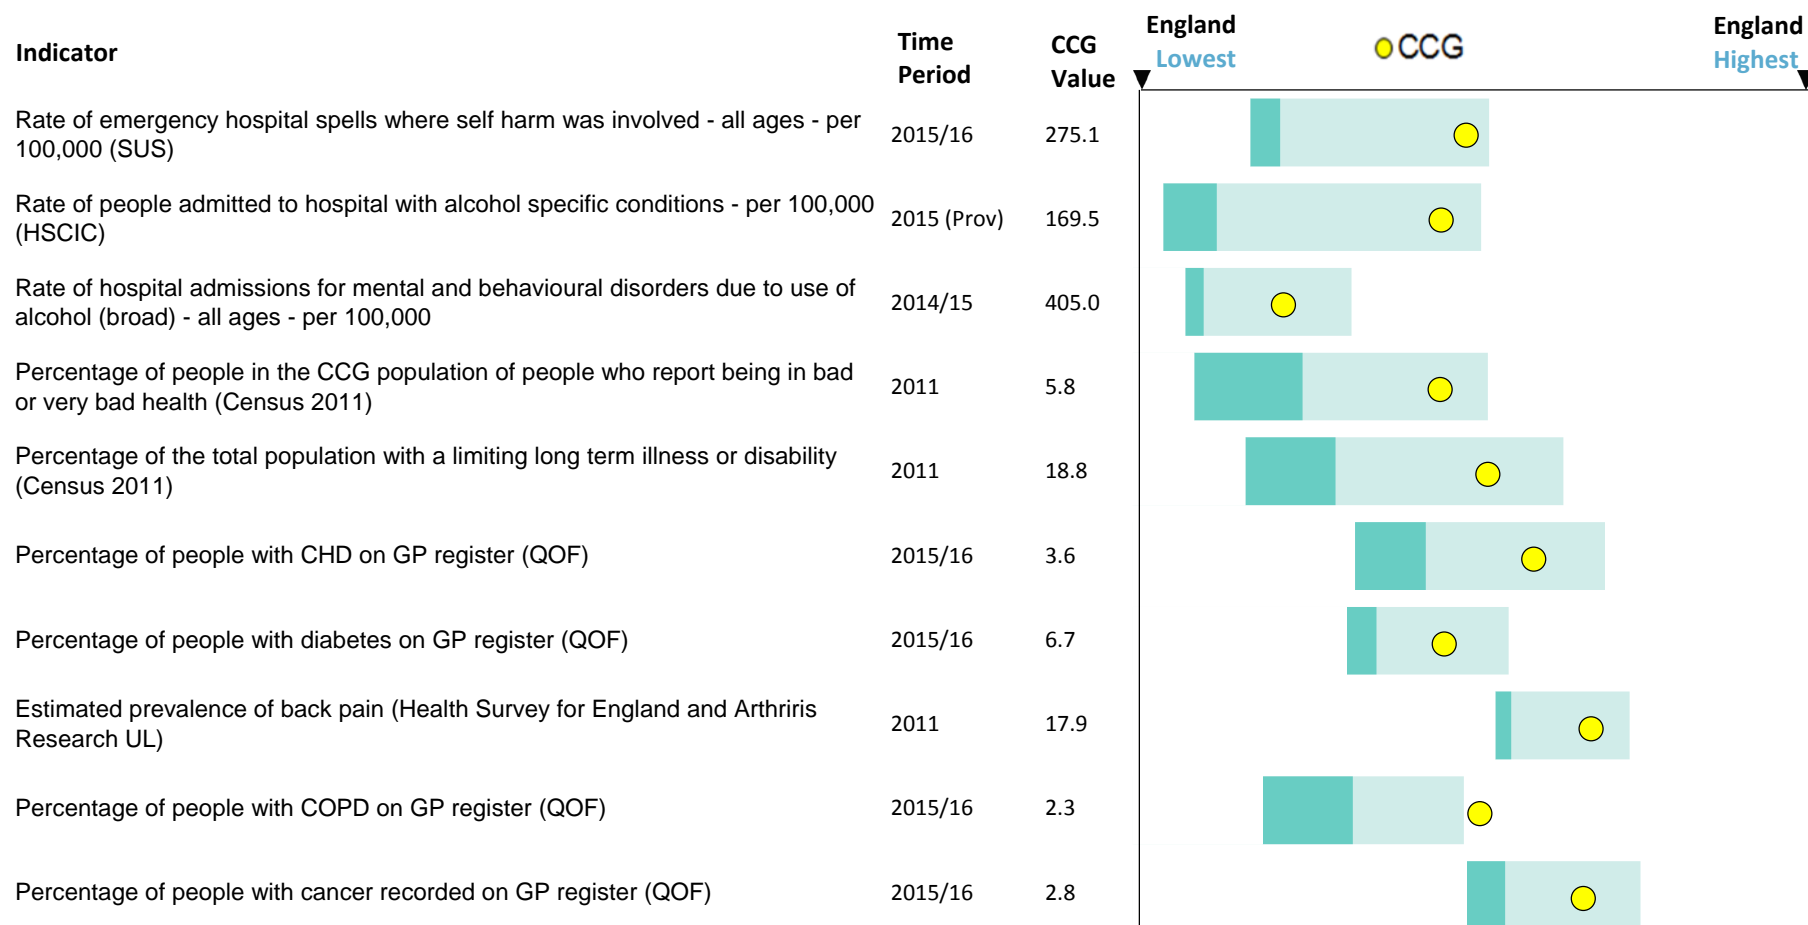 Indicator
Time
Period
CCG
Value
England
Lowest
CCG
England
Highest
Rate of emergency hospital spells where self harm was involved - all ages - per
100,000 (SUS)
2015/16
275.1
Rate of people admitted to hospital with alcohol specific conditions - per 100,000
(HSCIC)
2015 (Prov)
169.5
Rate of hospital admissions for mental and behavioural disorders due to use of
alcohol (broad) - all ages - per 100,000
2014/15
405.0
Percentage of people in the CCG population of people who report being in bad
or very bad health (Census 2011)
2011
5.8
Percentage of the total population with a limiting long term illness or disability
(Census 2011)
2011
18.8
Percentage of people with CHD on GP register (QOF)
2015/16
3.6
Percentage of people with diabetes on GP register (QOF)
2015/16
6.7
Estimated prevalence of back pain (Health Survey for England and Arthriris
Research UL)
2011
17.9
Percentage of people with COPD on GP register (QOF)
2015/16
2.3
Percentage of people with cancer recorded on GP register (QOF)
2015/16
2.8